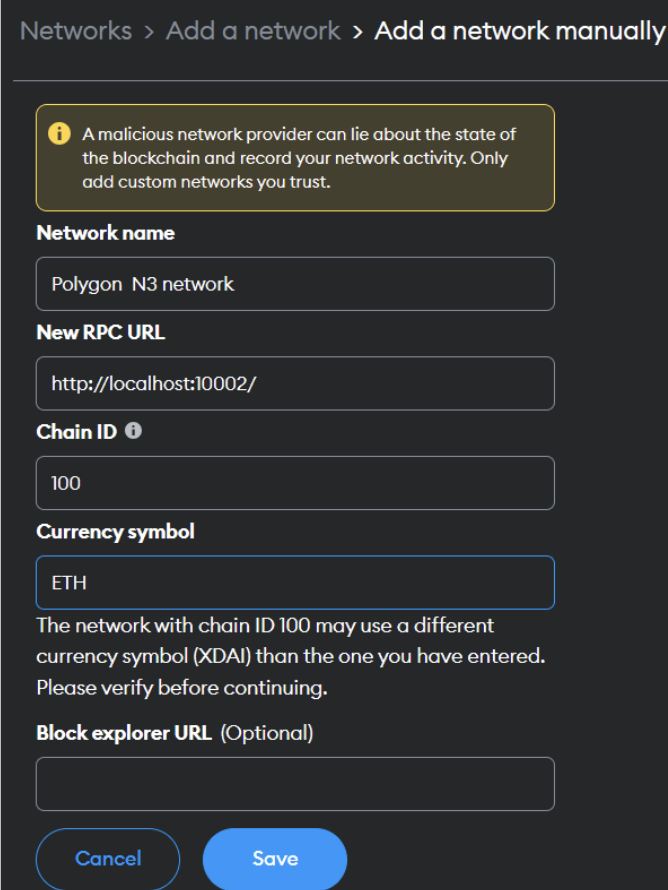 Networks > Add a network > Add a network manually
A malicious network provider can lie about the state of
the blockchain and record your network activity. Only
add custom networks you trust.
Network name
Polygon  N3 network
New RPC URL
http://localhost:10002/
Chain ID
100
Currency symbol
ETH
The network with chain ID 100 may use a different
currency symbol (XDAI) than the one you have entered.
Please verify before continuing.
Block explorer URL (Optional)
Cancel Save